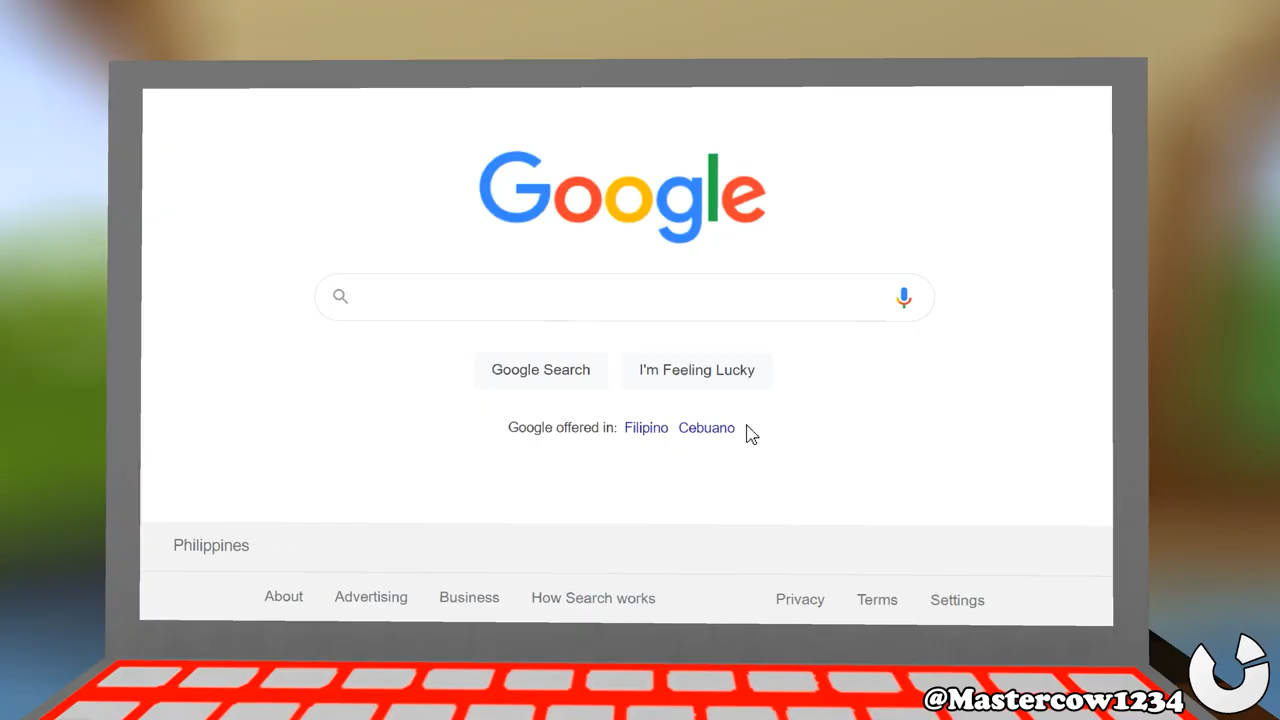 Google
Google Search I'm Feeling Lucky
Google offered in: Filipino Cebuano
Philippines
About Advertising Business How Search works Privacy Terms Settings
@Mastercow1234